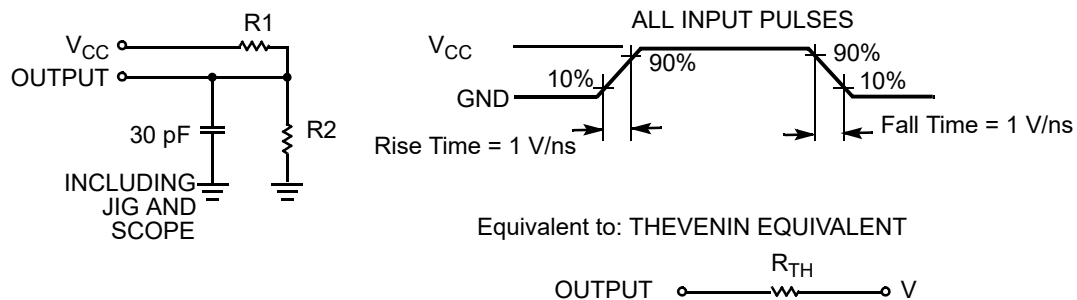 R1
VCC
OUTPUT
30 pF
R2
INCLUDING
JIG AND
SCOPE
ALL INPUT PULSES
VCC
GND
10%
90%
90%
10%
Rise Time = 1 V/ns
Fall Time = 1 V/ns
Equivalent to: THEVENIN EQUIVALENT
RTH
OUTPUT
V